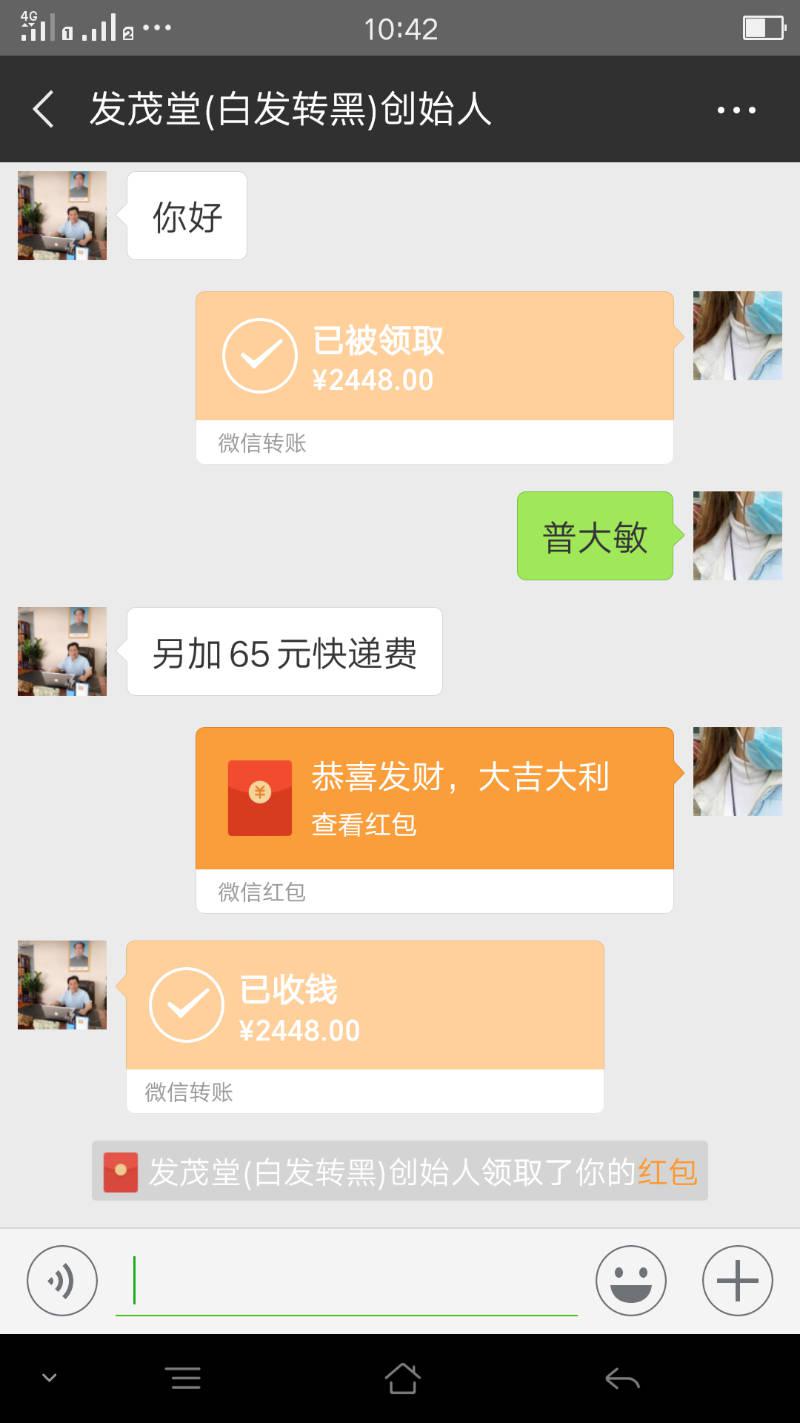 4G 1 2
10:42
发茂堂(白发转黑)创始人
你好
已被领取
¥2448.00
微信转账
普大敏
另加65元快递费
恭喜发财，大吉大利
¥
查看红包
微信红包
已收钱
¥2448.00
微信转账
发茂堂(白发转黑)创始人领取了你的红包